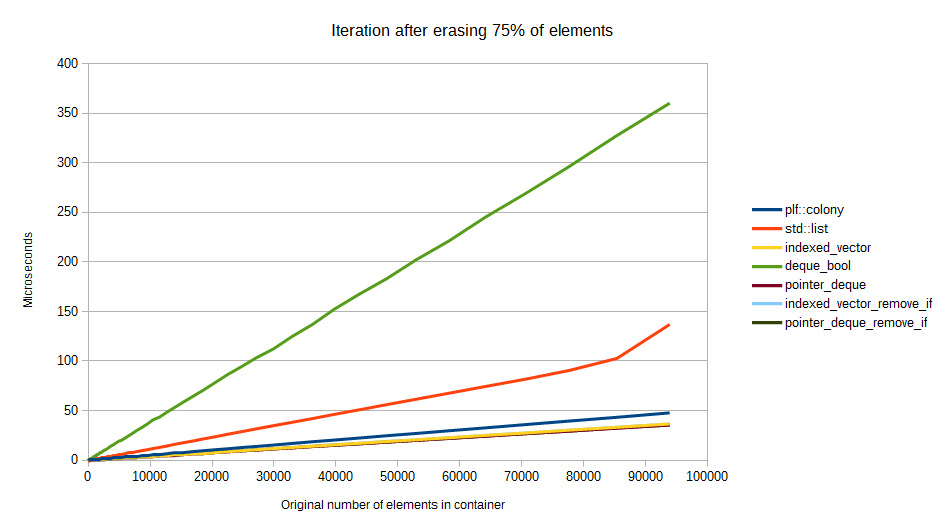 Iteration after erasing 75% of elements
400
350
300
250
200
150
100
50
0
Microseconds
0 10000 20000 30000 40000 50000 60000 70000 80000 90000 100000
Original number of elements in container
plf::colony
std::list
indexed_vector
deque_bool
pointer_deque
indexed_vector_remove_if
pointer_deque_remove_if